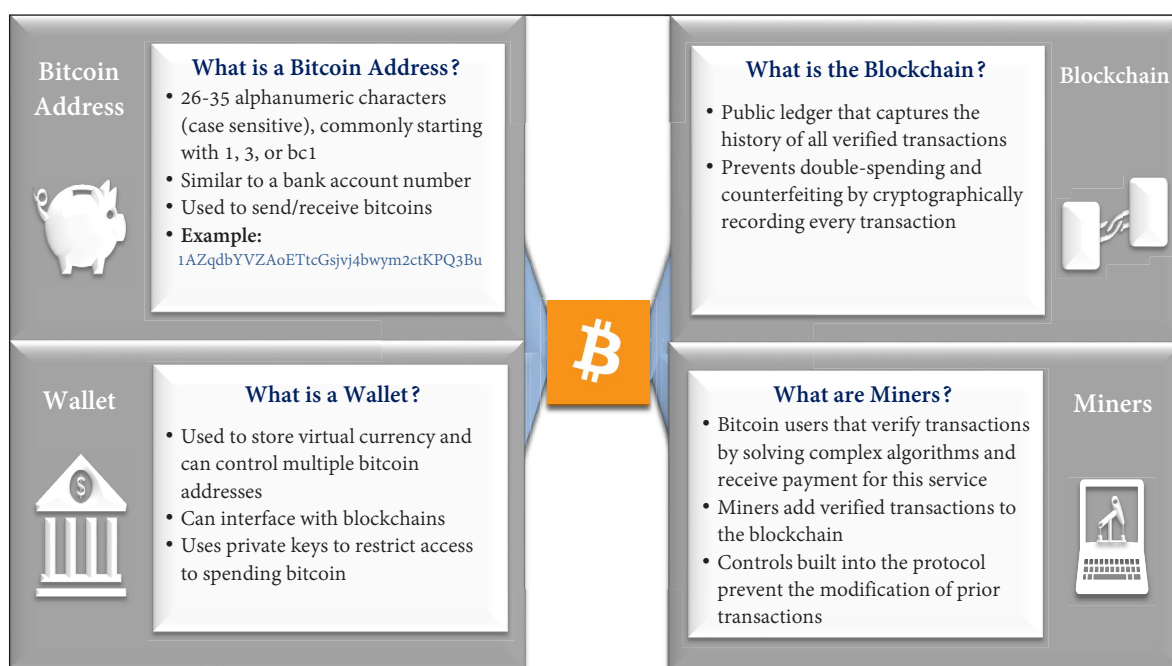 Bitcoin
Address
What is a Bitcoin Address?
• 26-35 alphanumeric characters
(case sensitive), commonly starting
with 1, 3, or bc1
• Similar to a bank account number
• Used to send/receive bitcoins
• Example:
1AZqdbYVZAoETtcGsjvj4bwym2ctKPQ3Bu
What is the Blockchain?
• Public ledger that captures the
history of all verified transactions
• Prevents double-spending and
counterfeiting by cryptographically
recording every transaction
Blockchain
Wallet
$
What is a Wallet?
• Used to store virtual currency and
can control multiple bitcoin
addresses
• Can interface with blockchains
• Uses private keys to restrict access
to spending bitcoin
₿
What are Miners?
• Bitcoin users that verify transactions
by solving complex algorithms and
receive payment for this service
• Miners add verified transactions to
the blockchain
• Controls built into the protocol
prevent the modification of prior
transactions
Miners